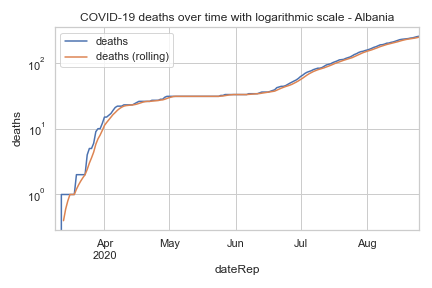 COVID-19 deaths over time with logarithmic scale - Albania
deaths
deaths (rolling)
10²
10¹
10⁰
deaths
Apr
2020
May
Jun
Jul
Aug
dateRep